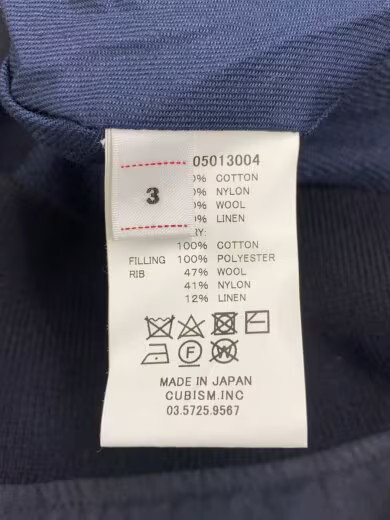 05013004
3
% COTTON
% NYLON
% WOOL
% LINEN
100% COTTON
FILLING 100% POLYESTER
RIB 47% WOOL
41% NYLON
12% LINEN
F W
MADE IN JAPAN
CUBISM.INC
03.5725.9567